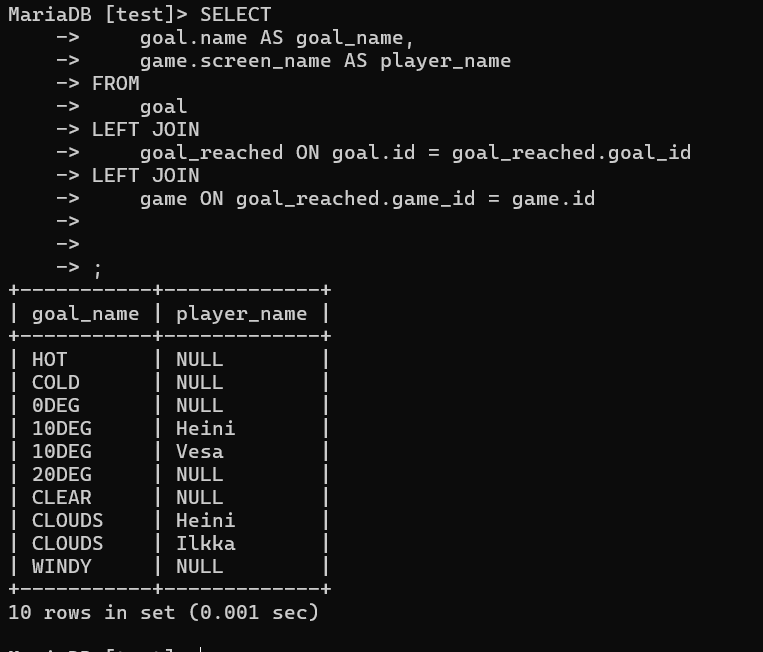 MariaDB [test]> SELECT
    ->     goal.name AS goal_name,
    ->     game.screen_name AS player_name
    -> FROM
    ->     goal
    -> LEFT JOIN
    ->     goal_reached ON goal.id = goal_reached.goal_id
    -> LEFT JOIN
    ->     game ON goal_reached.game_id = game.id
    ->
    ->
    -> ;
+-----------+-------------+
| goal_name | player_name |
+-----------+-------------+
| HOT       | NULL        |
| COLD      | NULL        |
| 0DEG      | NULL        |
| 10DEG     | Heini       |
| 10DEG     | Vesa        |
| 20DEG     | NULL        |
| CLEAR     | NULL        |
| CLOUDS    | Heini       |
| CLOUDS    | Ilkka       |
| WINDY     | NULL        |
+-----------+-------------+
10 rows in set (0.001 sec)